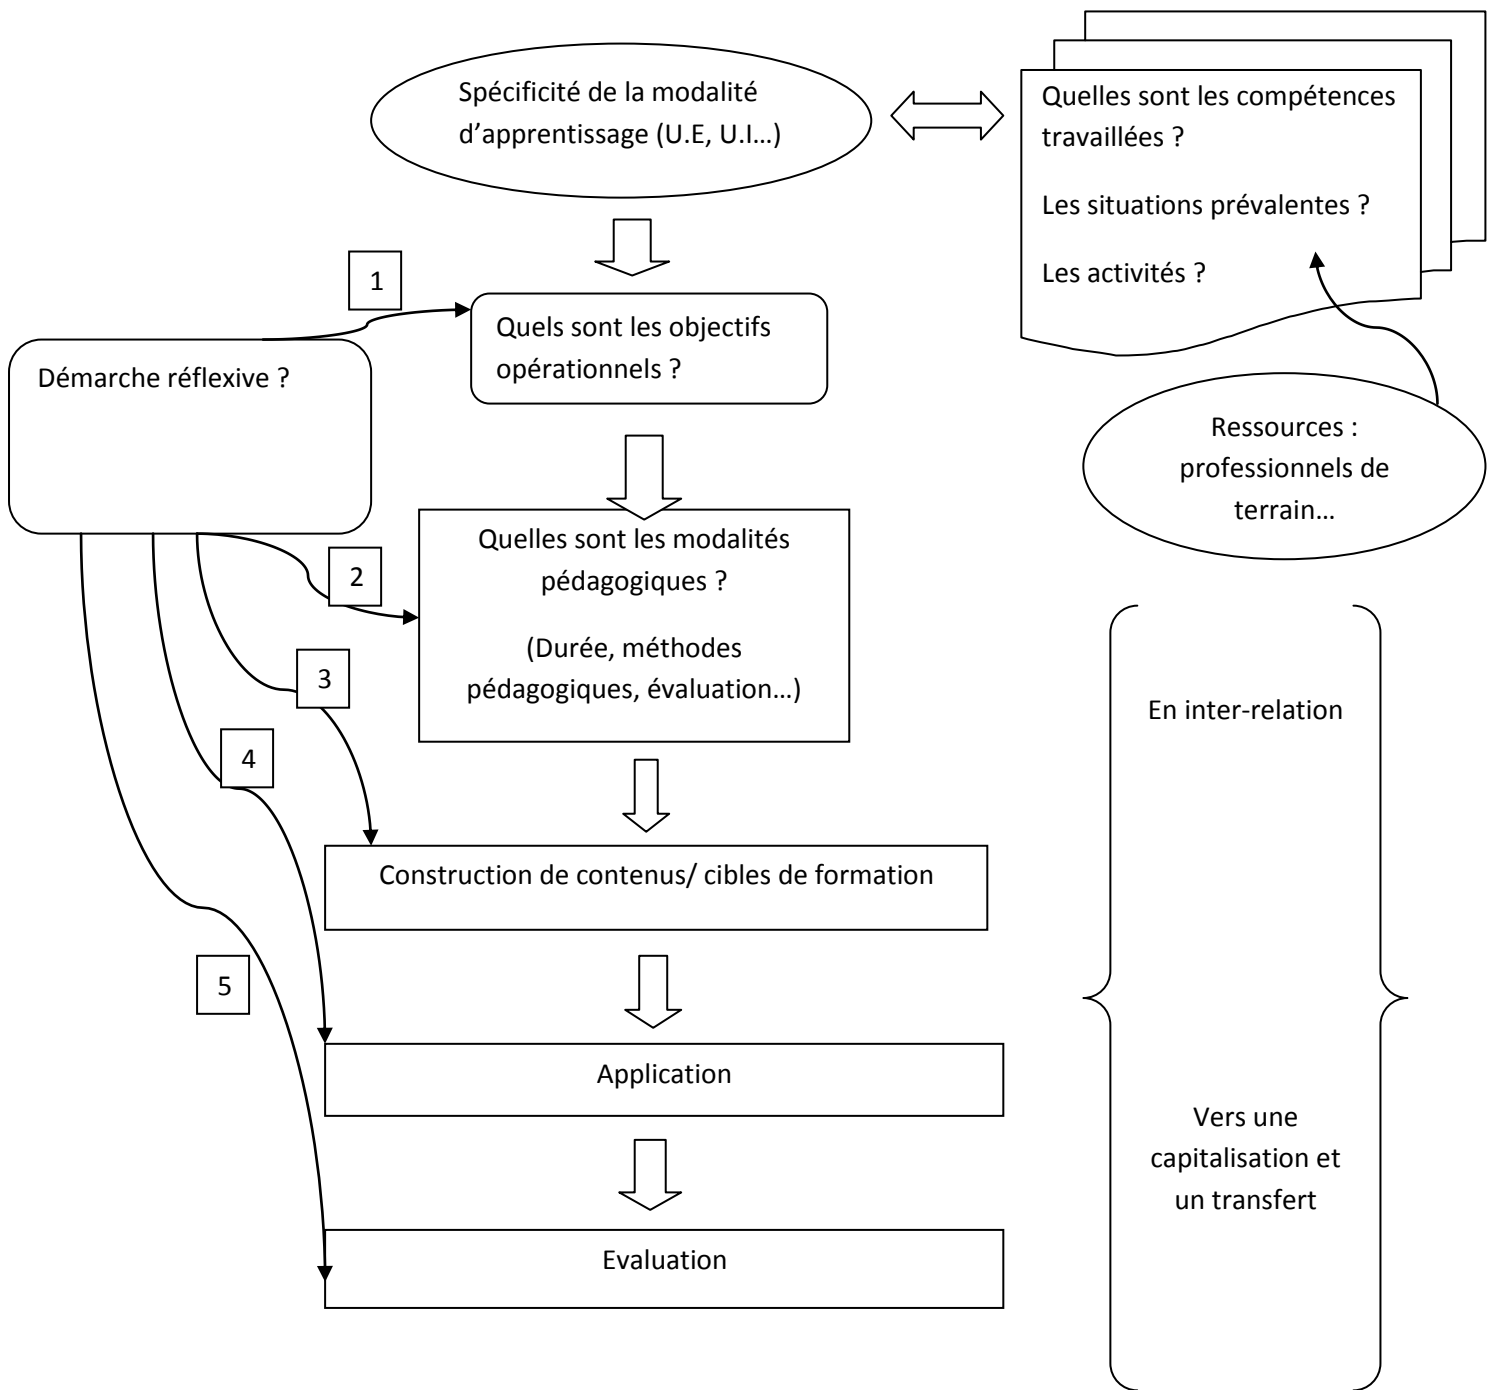 Spécificité de la modalité
d’apprentissage (U.E, U.I…)
Quelles sont les compétences
travaillées ?
Les situations prévalentes ?
Les activités ?
1
Quels sont les objectifs
opérationnels ?
Démarche réflexive ?
Ressources :
professionnels de
terrain…
Quelles sont les modalités
pédagogiques ?
(Durée, méthodes
pédagogiques, évaluation…)
2
3
En inter-relation
4
Construction de contenus/ cibles de formation
5
Application
Vers une
capitalisation et
un transfert
Evaluation